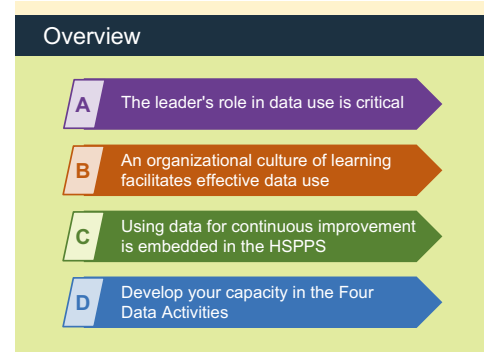 Overview
A
The leader's role in data use is critical
B
An organizational culture of learning
facilitates effective data use
C
Using data for continuous improvement
is embedded in the HSPPS
D
Develop your capacity in the Four
Data Activities